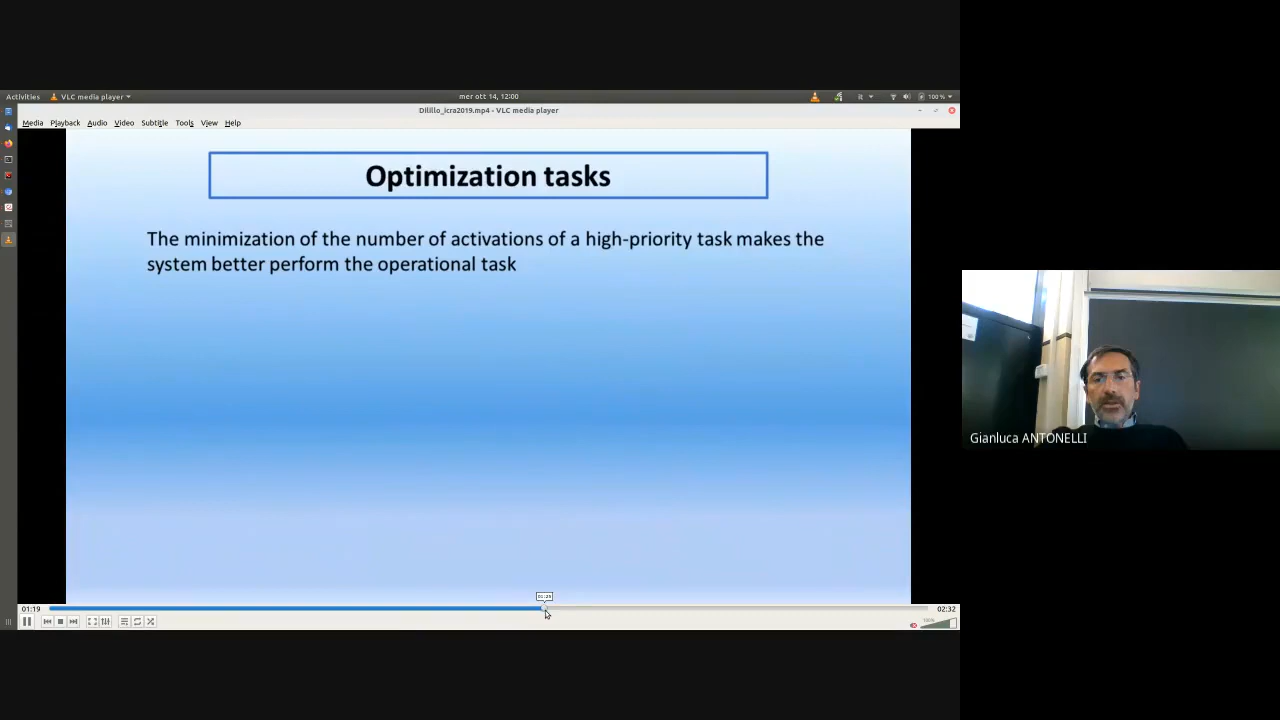 Activities VLC media player mer ott 14, 12:00 100 %
Dilillo_icra2019.mp4 - VLC media player
Media Playback Audio Video Subtitle Tools View Help
Optimization tasks
The minimization of the number of activations of a high-priority task makes the
system better perform the operational task
Gianluca ANTONELLI
01:19 02:32
100%